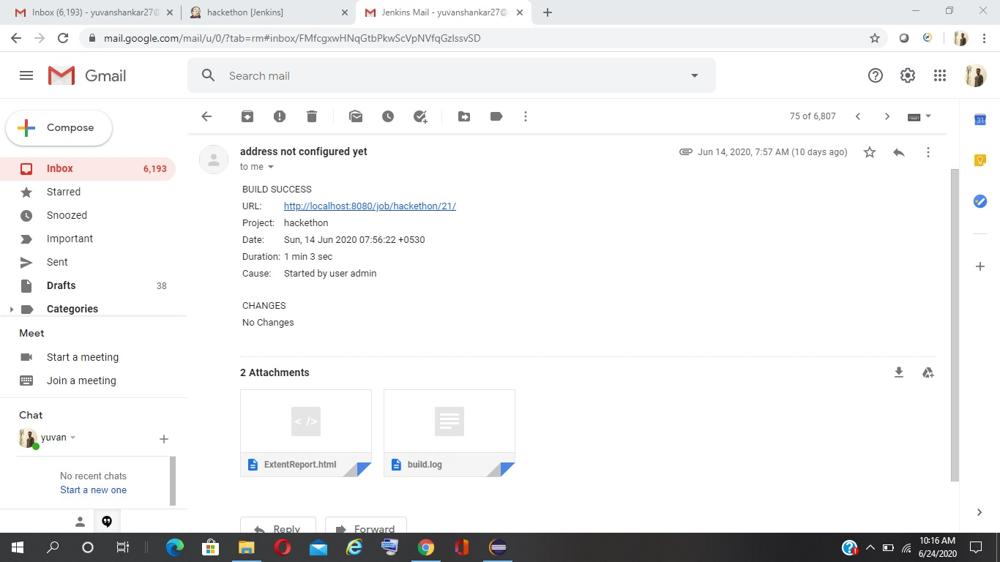 Inbox (6,193) - yuvanshankar27@
hackethon [Jenkins]
Jenkins Mail - yuvanshankar27@
mail.google.com/mail/u/0/?tab=rm#inbox/FMfcgxwHNqGtbPkwScVpNVfqGzlssvSD
Gmail
Search mail
Compose
75 of 6,807
31
address not configured yet
Jun 14, 2020, 7:57 AM (10 days ago)
to me
Inbox 6,193
Starred
Snoozed
Important
Sent
Drafts 38
Categories
BUILD SUCCESS
URL: http://localhost:8080/job/hackethon/21/
Project: hackethon
Date: Sun, 14 Jun 2020 07:56:22 +0530
Duration: 1 min 3 sec
Cause: Started by user admin
CHANGES
No Changes
Meet
Start a meeting
Join a meeting
2 Attachments
Chat
yuvan
No recent chats
Start a new one
</>
ExtentReport.html
build.log
Reply
Forward
10:16 AM
6/24/2020